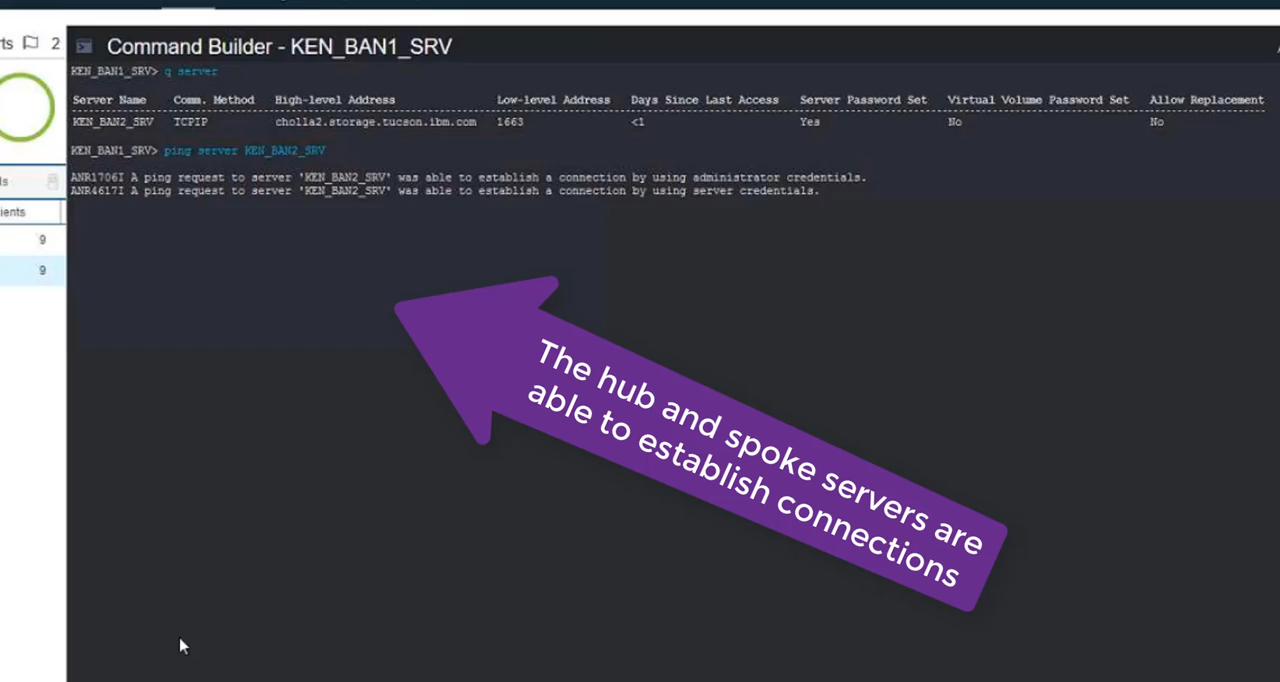 2
Command Builder - KEN_BAN1_SRV
KEN_BAN1_SRV> q server
Server Name Comm. Method High-level Address Low-level Address Days Since Last Access Server Password Set Virtual Volume Password Set Allow Replacement
KEN_BAN2_SRV TCPIP cholla2.storage.tucson.ibm.com 1663 <1 Yes No No
KEN_BAN1_SRV> ping server KEN_BAN2_SRV
ANR1706I A ping request to server 'KEN_BAN2_SRV' was able to establish a connection by using administrator credentials.
ANR4617I A ping request to server 'KEN_BAN2_SRV' was able to establish a connection by using server credentials.
9
9
The hub and spoke servers are
able to establish connections